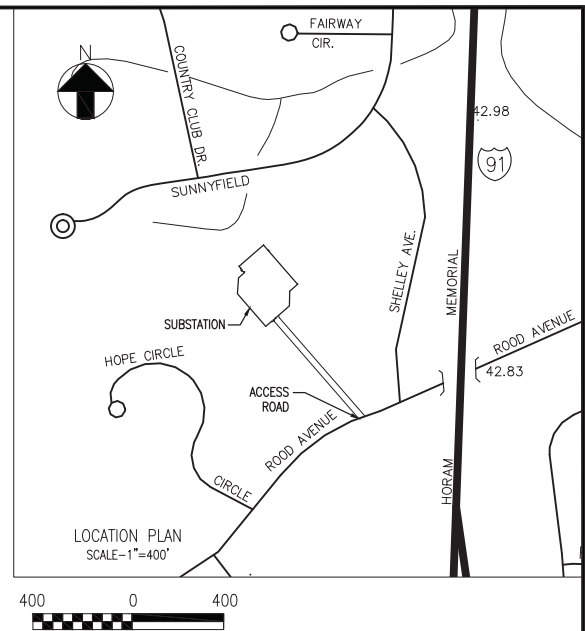 FAIRWAY
CIR.
N
COUNTRY CLUB DR.
42.98
91
SUNNYFIELD
SHELLEY AVE.
MEMORIAL
SUBSTATION
ROOD AVENUE
HOPE CIRCLE
42.83
ACCESS
ROAD
ROOD AVENUE
HORAM
CIRCLE
LOCATION PLAN
SCALE-1"=400'
400 0 400